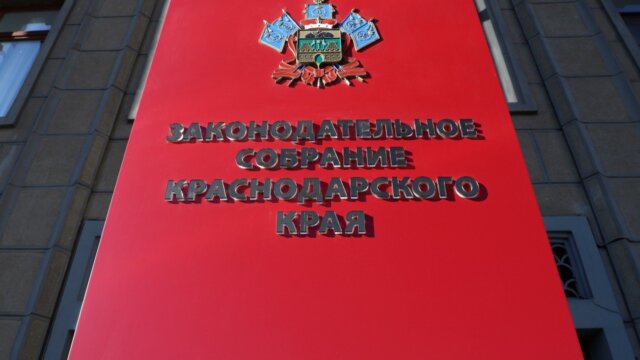 ЗАКОНОДАТЕЛЬНОЕ
СОБРАНИЕ
КРАСНОДАРСКОГО
КРАЯ